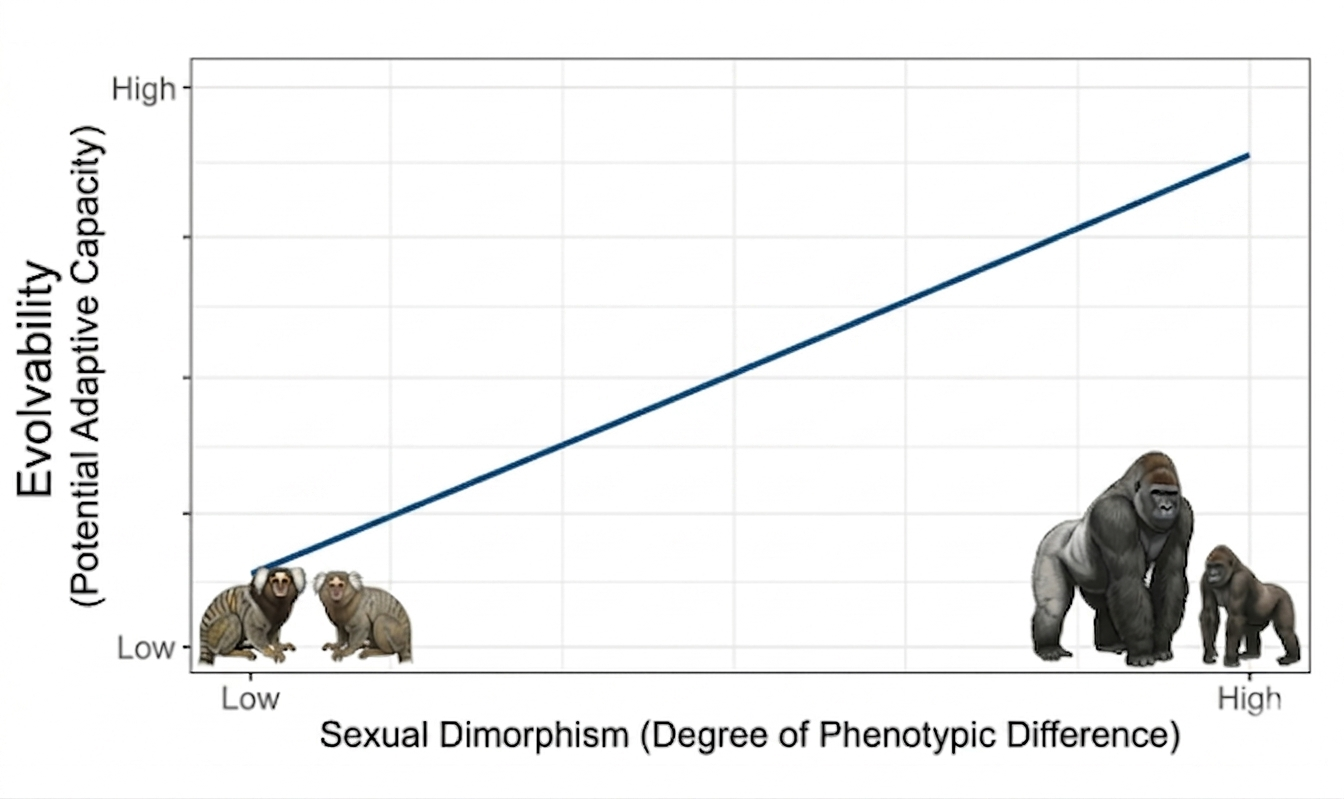 Evolvability
(Potential Adaptive Capacity)
High
Low
Low
High
Sexual Dimorphism (Degree of Phenotypic Difference)